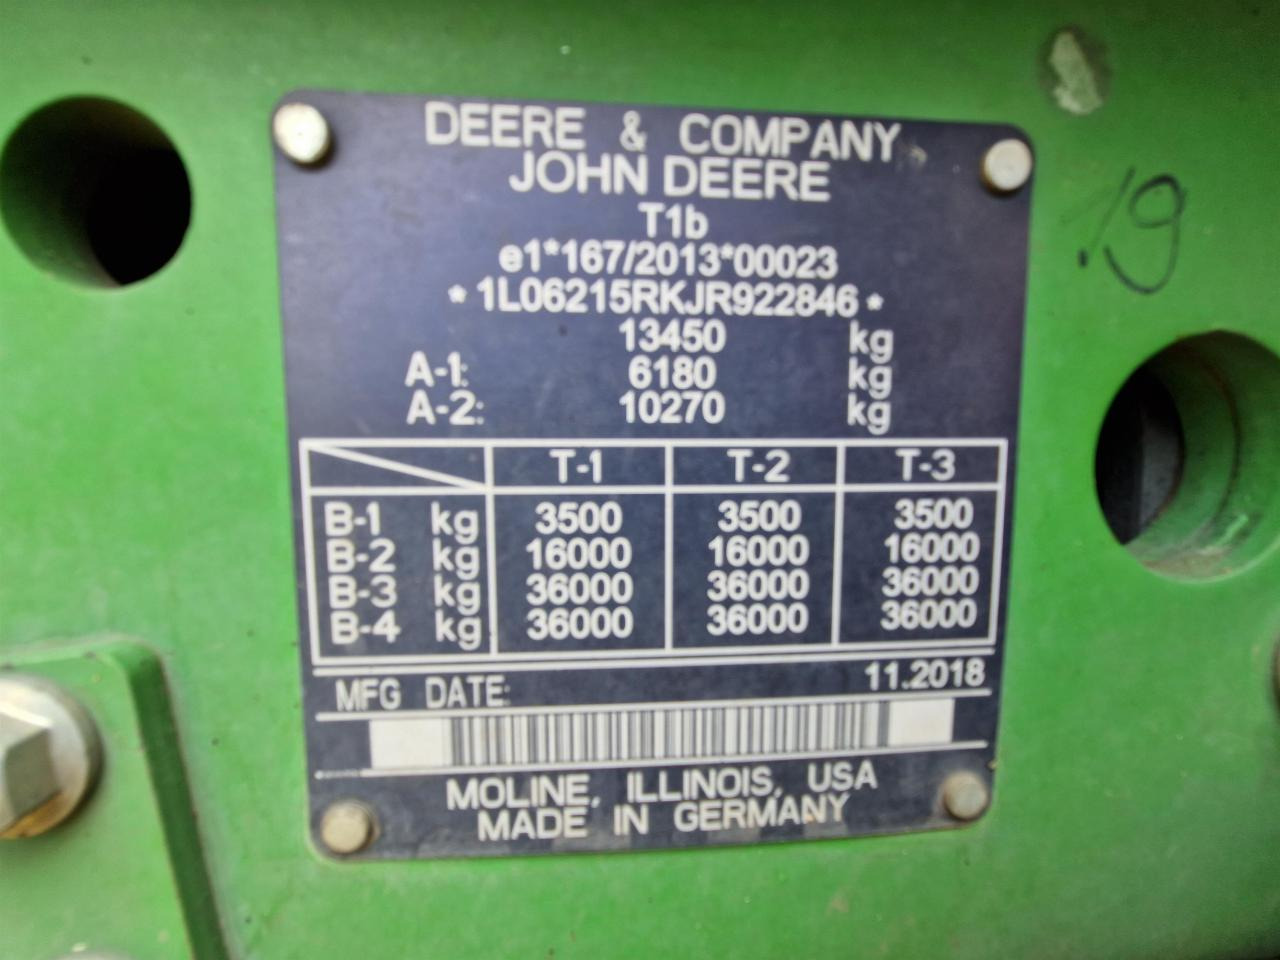 DEERE & COMPANY
JOHN DEERE
T1b
e1*167/2013*00023
* 1L06215RKJR922846 *
13450 kg
A-1: 6180 kg
A-2: 10270 kg
T-1 T-2 T-3
B-1 kg 3500 3500 3500
B-2 kg 16000 16000 16000
B-3 kg 36000 36000 36000
B-4 kg 36000 36000 36000
MFG DATE: 11.2018
MOLINE, ILLINOIS, USA
MADE IN GERMANY